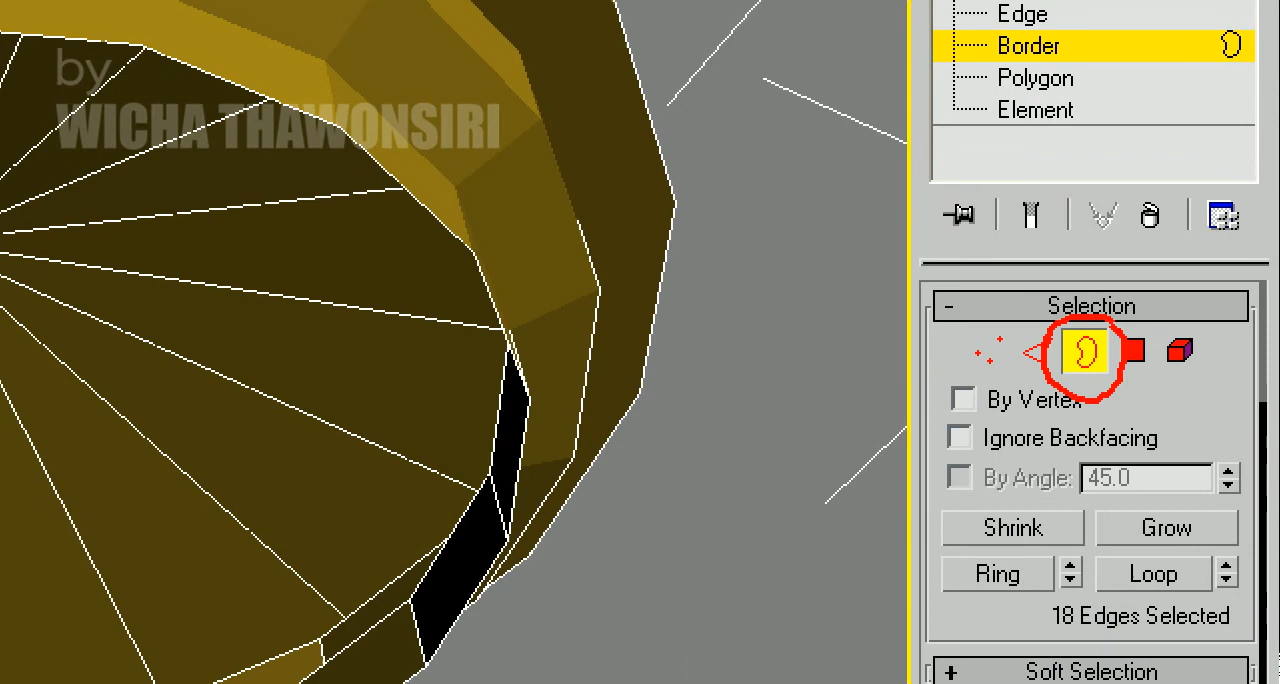 by
WICHA THAWONSIRI
Edge
Border
Polygon
Element
- Selection
By Vertex
Ignore Backfacing
By Angle: 45.0
Shrink Grow
Ring Loop
18 Edges Selected
+ Soft Selection